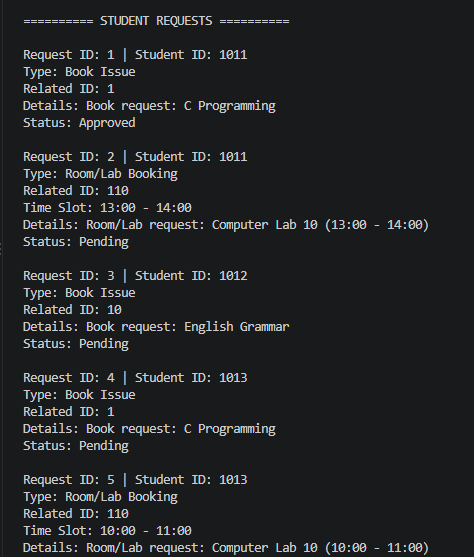 ========== STUDENT REQUESTS ==========
Request ID: 1 | Student ID: 1011
Type: Book Issue
Related ID: 1
Details: Book request: C Programming
Status: Approved
Request ID: 2 | Student ID: 1011
Type: Room/Lab Booking
Related ID: 110
Time Slot: 13:00 - 14:00
Details: Room/Lab request: Computer Lab 10 (13:00 - 14:00)
Status: Pending
Request ID: 3 | Student ID: 1012
Type: Book Issue
Related ID: 10
Details: Book request: English Grammar
Status: Pending
Request ID: 4 | Student ID: 1013
Type: Book Issue
Related ID: 1
Details: Book request: C Programming
Status: Pending
Request ID: 5 | Student ID: 1013
Type: Room/Lab Booking
Related ID: 110
Time Slot: 10:00 - 11:00
Details: Room/Lab request: Computer Lab 10 (10:00 - 11:00)